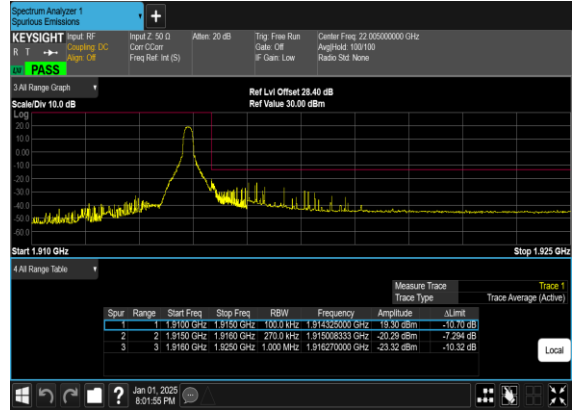 Spectrum Analyzer 1
Spurious Emissions
+
KEYSIGHT Input: RF Input Z: 50 Ω Atten: 20 dB Trig: Free Run Center Freq: 22.005000000 GHz
R T Coupling: DC Corr CCorr Gate: Off Avg|Hold: 100/100
Align: Off Freq Ref: Int (S) IF Gain: Low Radio Std: None
PASS
3 All Range Graph
Ref Lvl Offset 28.40 dB
Scale/Div 10.0 dB Ref Value 30.00 dBm
Log
20.0
10.0
0.00
-10.0
-20.0
-30.0
-40.0
-50.0
-60.0
Start 1.910 GHz Stop 1.925 GHz
4 All Range Table
Measure Trace Trace 1
Trace Type Trace Average (Active)
Spur Range Start Freq Stop Freq RBW Frequency Amplitude ΔLimit
1 1 1.9100 GHz 1.9150 GHz 100.0 kHz 1.914325000 GHz 19.30 dBm -10.70 dB
2 2 1.9150 GHz 1.9160 GHz 30.00 kHz 1.915008333 GHz -20.29 dBm -7.294 dB
3 3 1.9160 GHz 1.9250 GHz 1.000 MHz 1.916270000 GHz -23.32 dBm -10.32 dB
Local
? Jan 01, 2025
8:01:55 PM